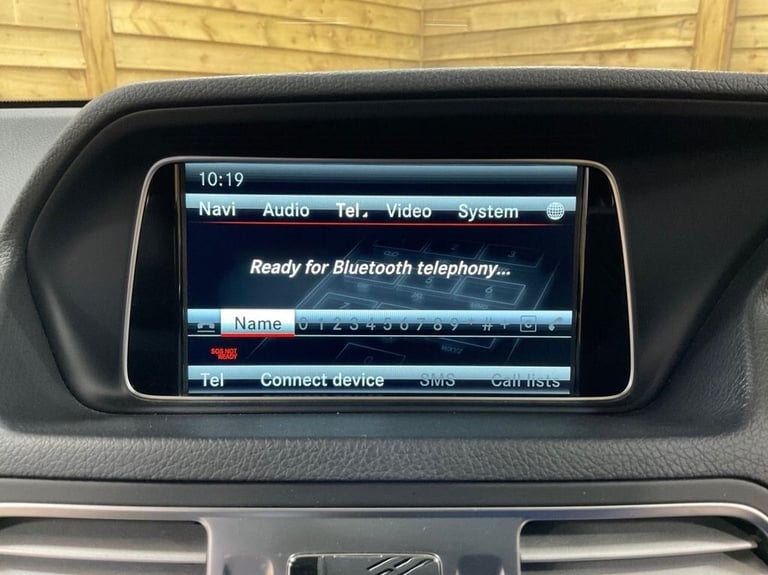 10:19
Navi Audio Tel Video System
Ready for Bluetooth telephony...
Name 0 1 2 3 4 5 6 7 8 9 * # +
SOS NOT
READY
Tel Connect device SMS Call lists